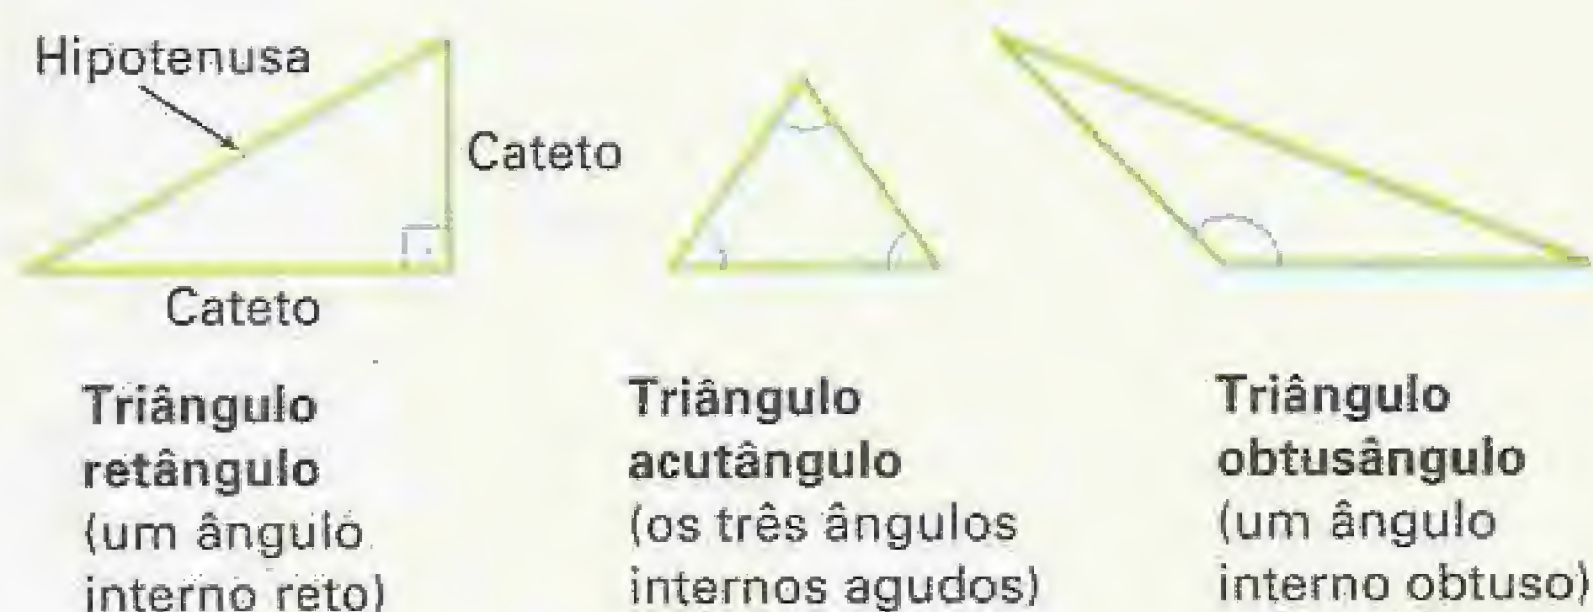 Hipotenusa
Cateto
Cateto
Triângulo
retângulo
(um ângulo
interno reto)
Triângulo
acutângulo
(os três ângulos
internos agudos)
Triângulo
obtusângulo
(um ângulo
interno obtuso)